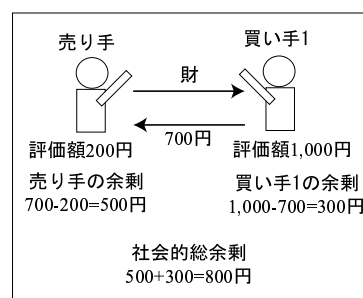 売り手
買い手1
財
700円
評価額200円
評価額1,000円
売り手の余剰
買い手1の余剰
700-200=500円
1,000-700=300円
社会的総余剰
500+300=800円